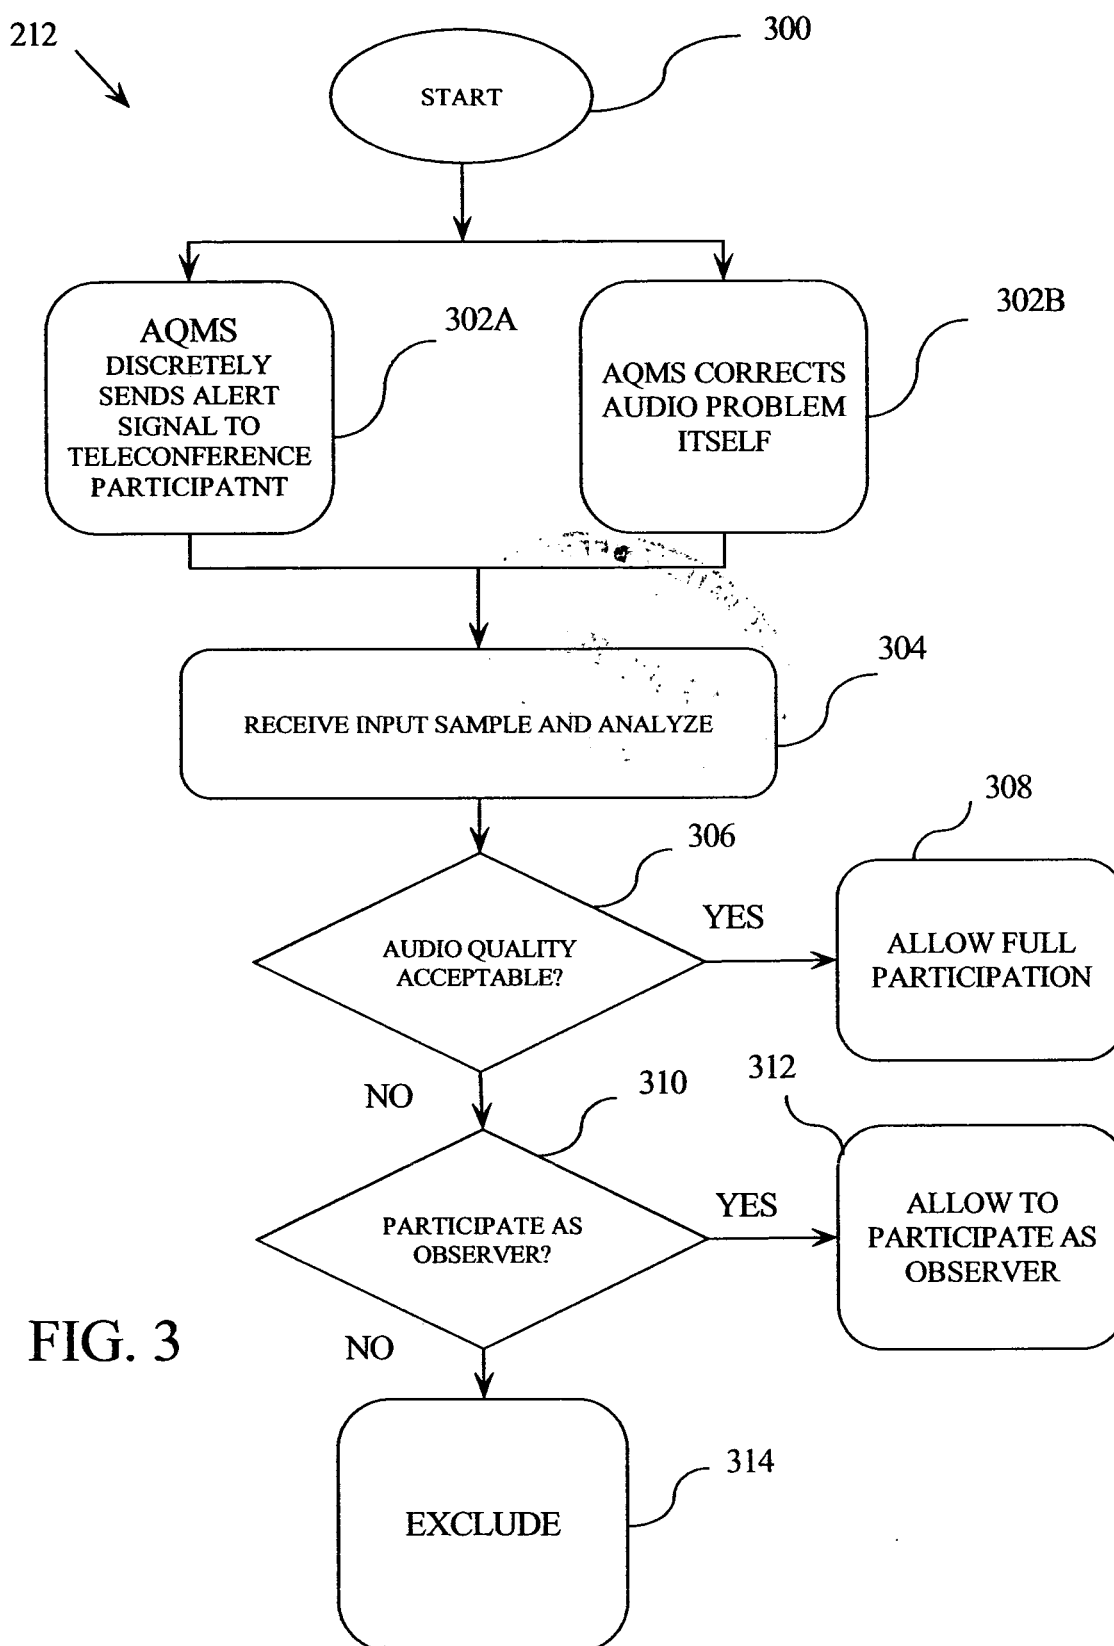 212
300
START
302A
302B
AQMS
DISCRETELY
SENDS ALERT
SIGNAL TO
TELECONFERENCE
PARTICIPATNT
AQMS CORRECTS
AUDIO PROBLEM
ITSELF
304
RECEIVE INPUT SAMPLE AND ANALYZE
306
308
AUDIO QUALITY
ACCEPTABLE?
YES
ALLOW FULL
PARTICIPATION
NO
310
312
PARTICIPATE AS
OBSERVER?
YES
ALLOW TO
PARTICIPATE AS
OBSERVER
FIG. 3
NO
314
EXCLUDE